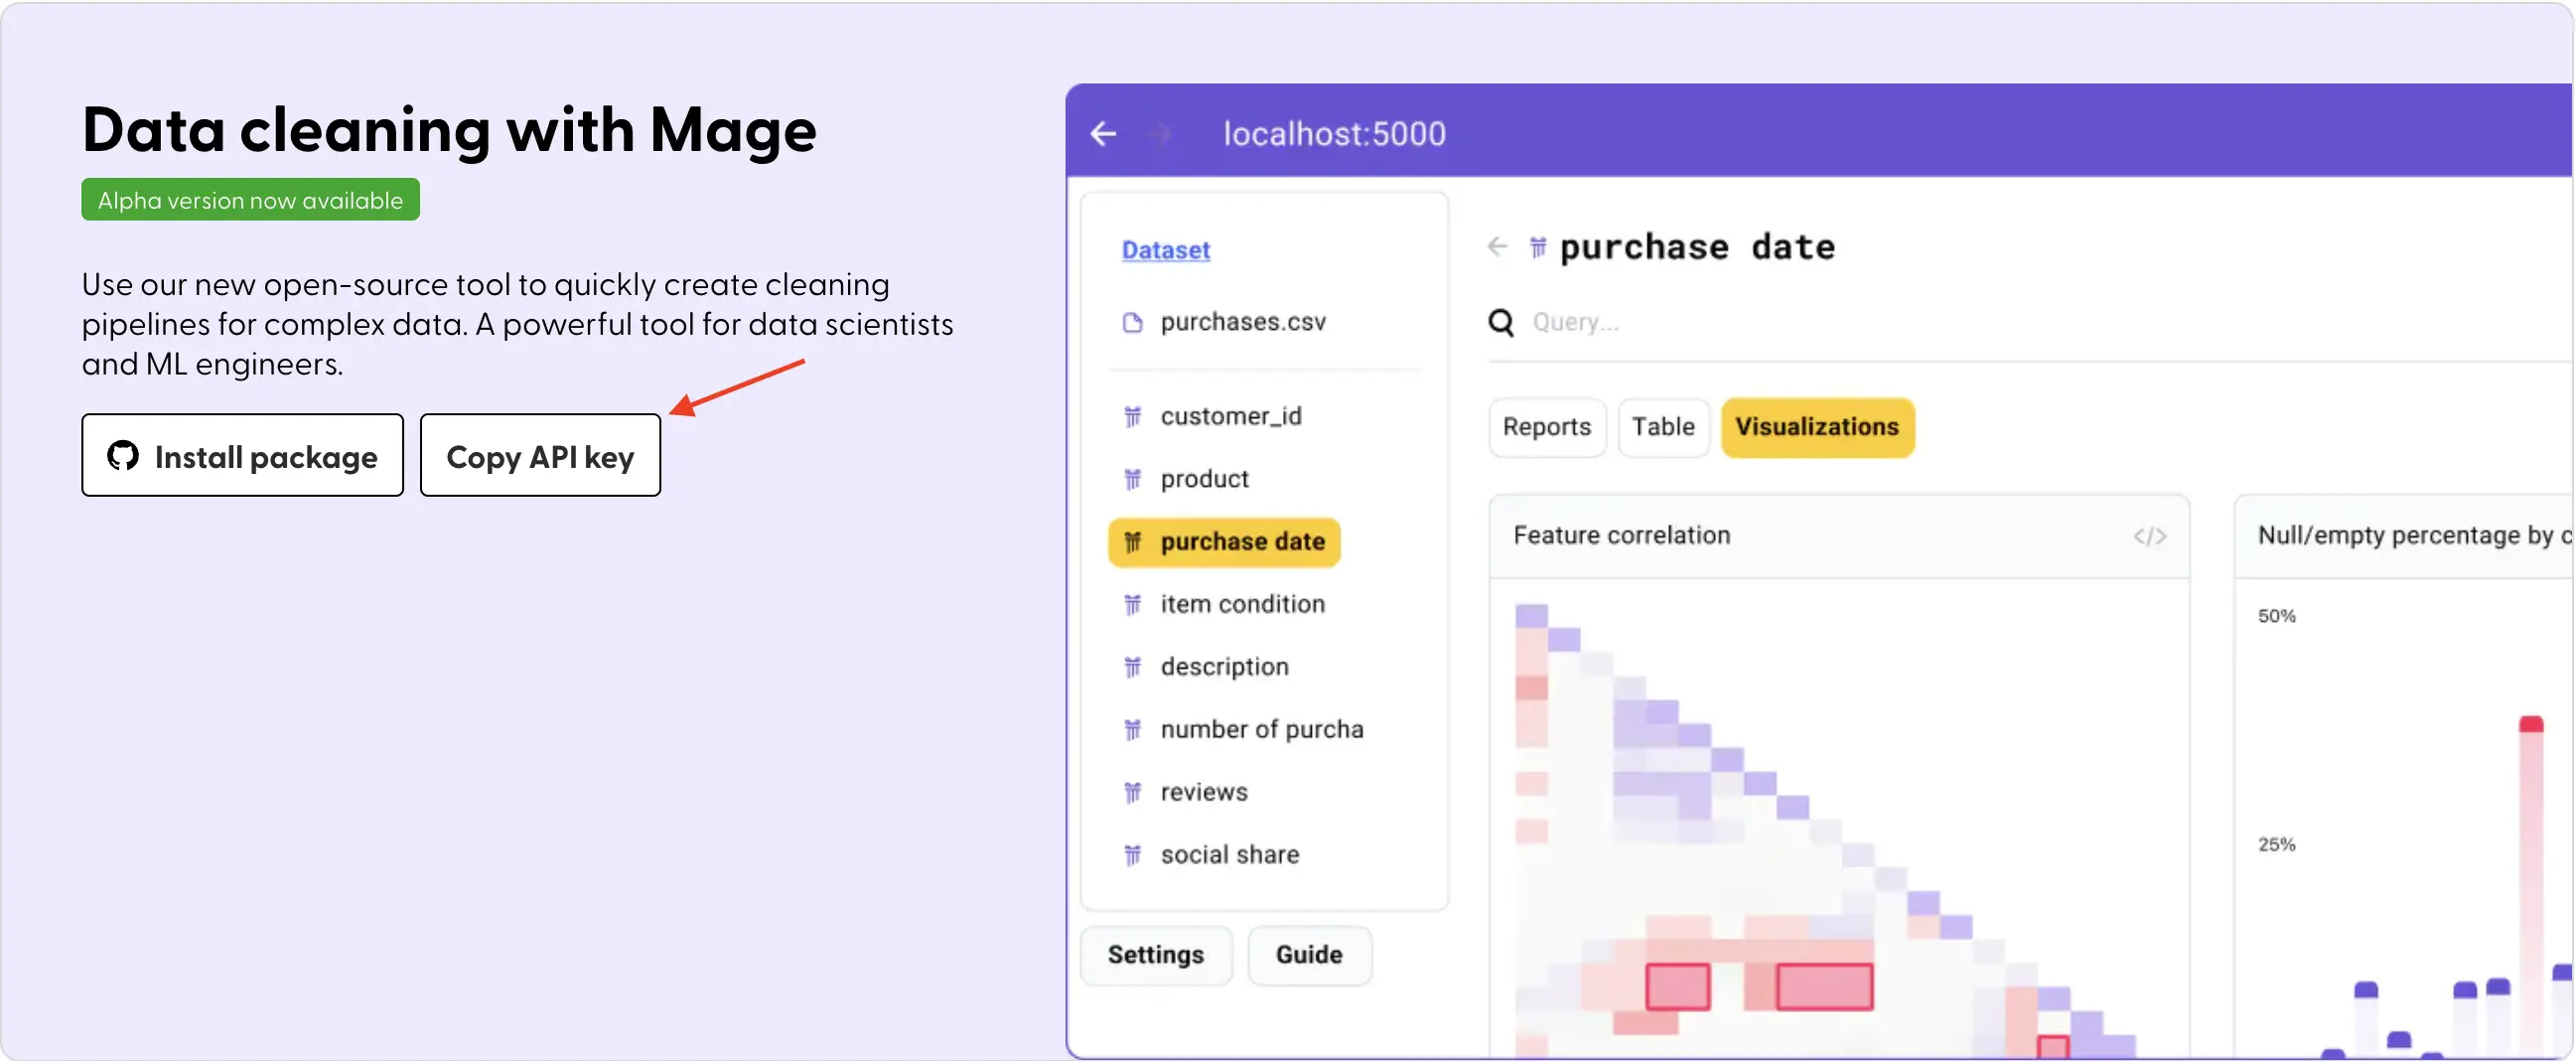 Data cleaning with Mage
Alpha version now available
Use our new open-source tool to quickly create cleaning
pipelines for complex data. A powerful tool for data scientists
and ML engineers.
Install package
Copy API key
localhost:5000
Dataset
purchases.csv
customer_id
product
purchase date
item condition
description
number of purcha
reviews
social share
Settings
Guide
purchase date
Query...
Reports
Table
Visualizations
Feature correlation
</>
Null/empty percentage by c
50%
25%